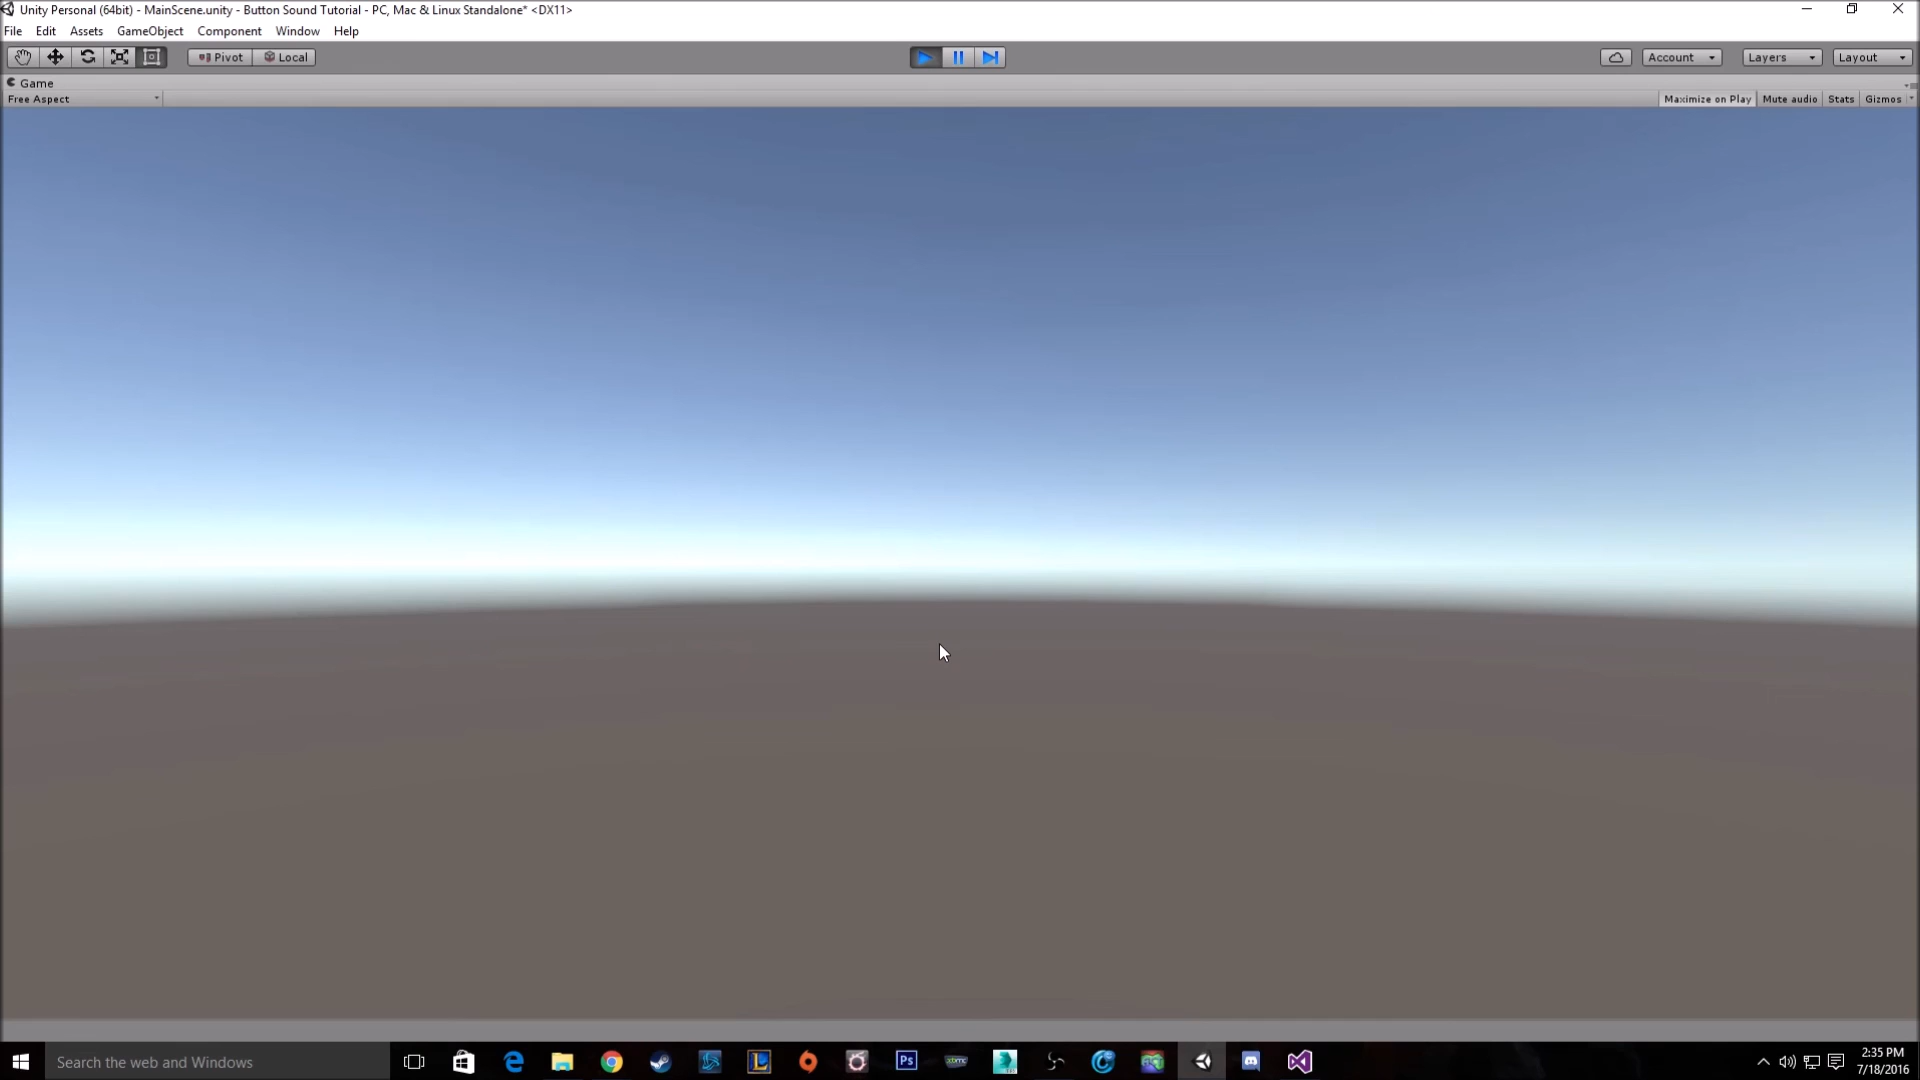 Unity Personal (64bit) - MainScene.unity - Button Sound Tutorial - PC, Mac & Linux Standalone* <DX11>
File Edit Assets GameObject Component Window Help
Pivot Local Account Layers Layout
Game
Free Aspect Maximize on Play Mute audio Stats Gizmos
Search the web and Windows
Ps
2:35 PM
7/18/2016